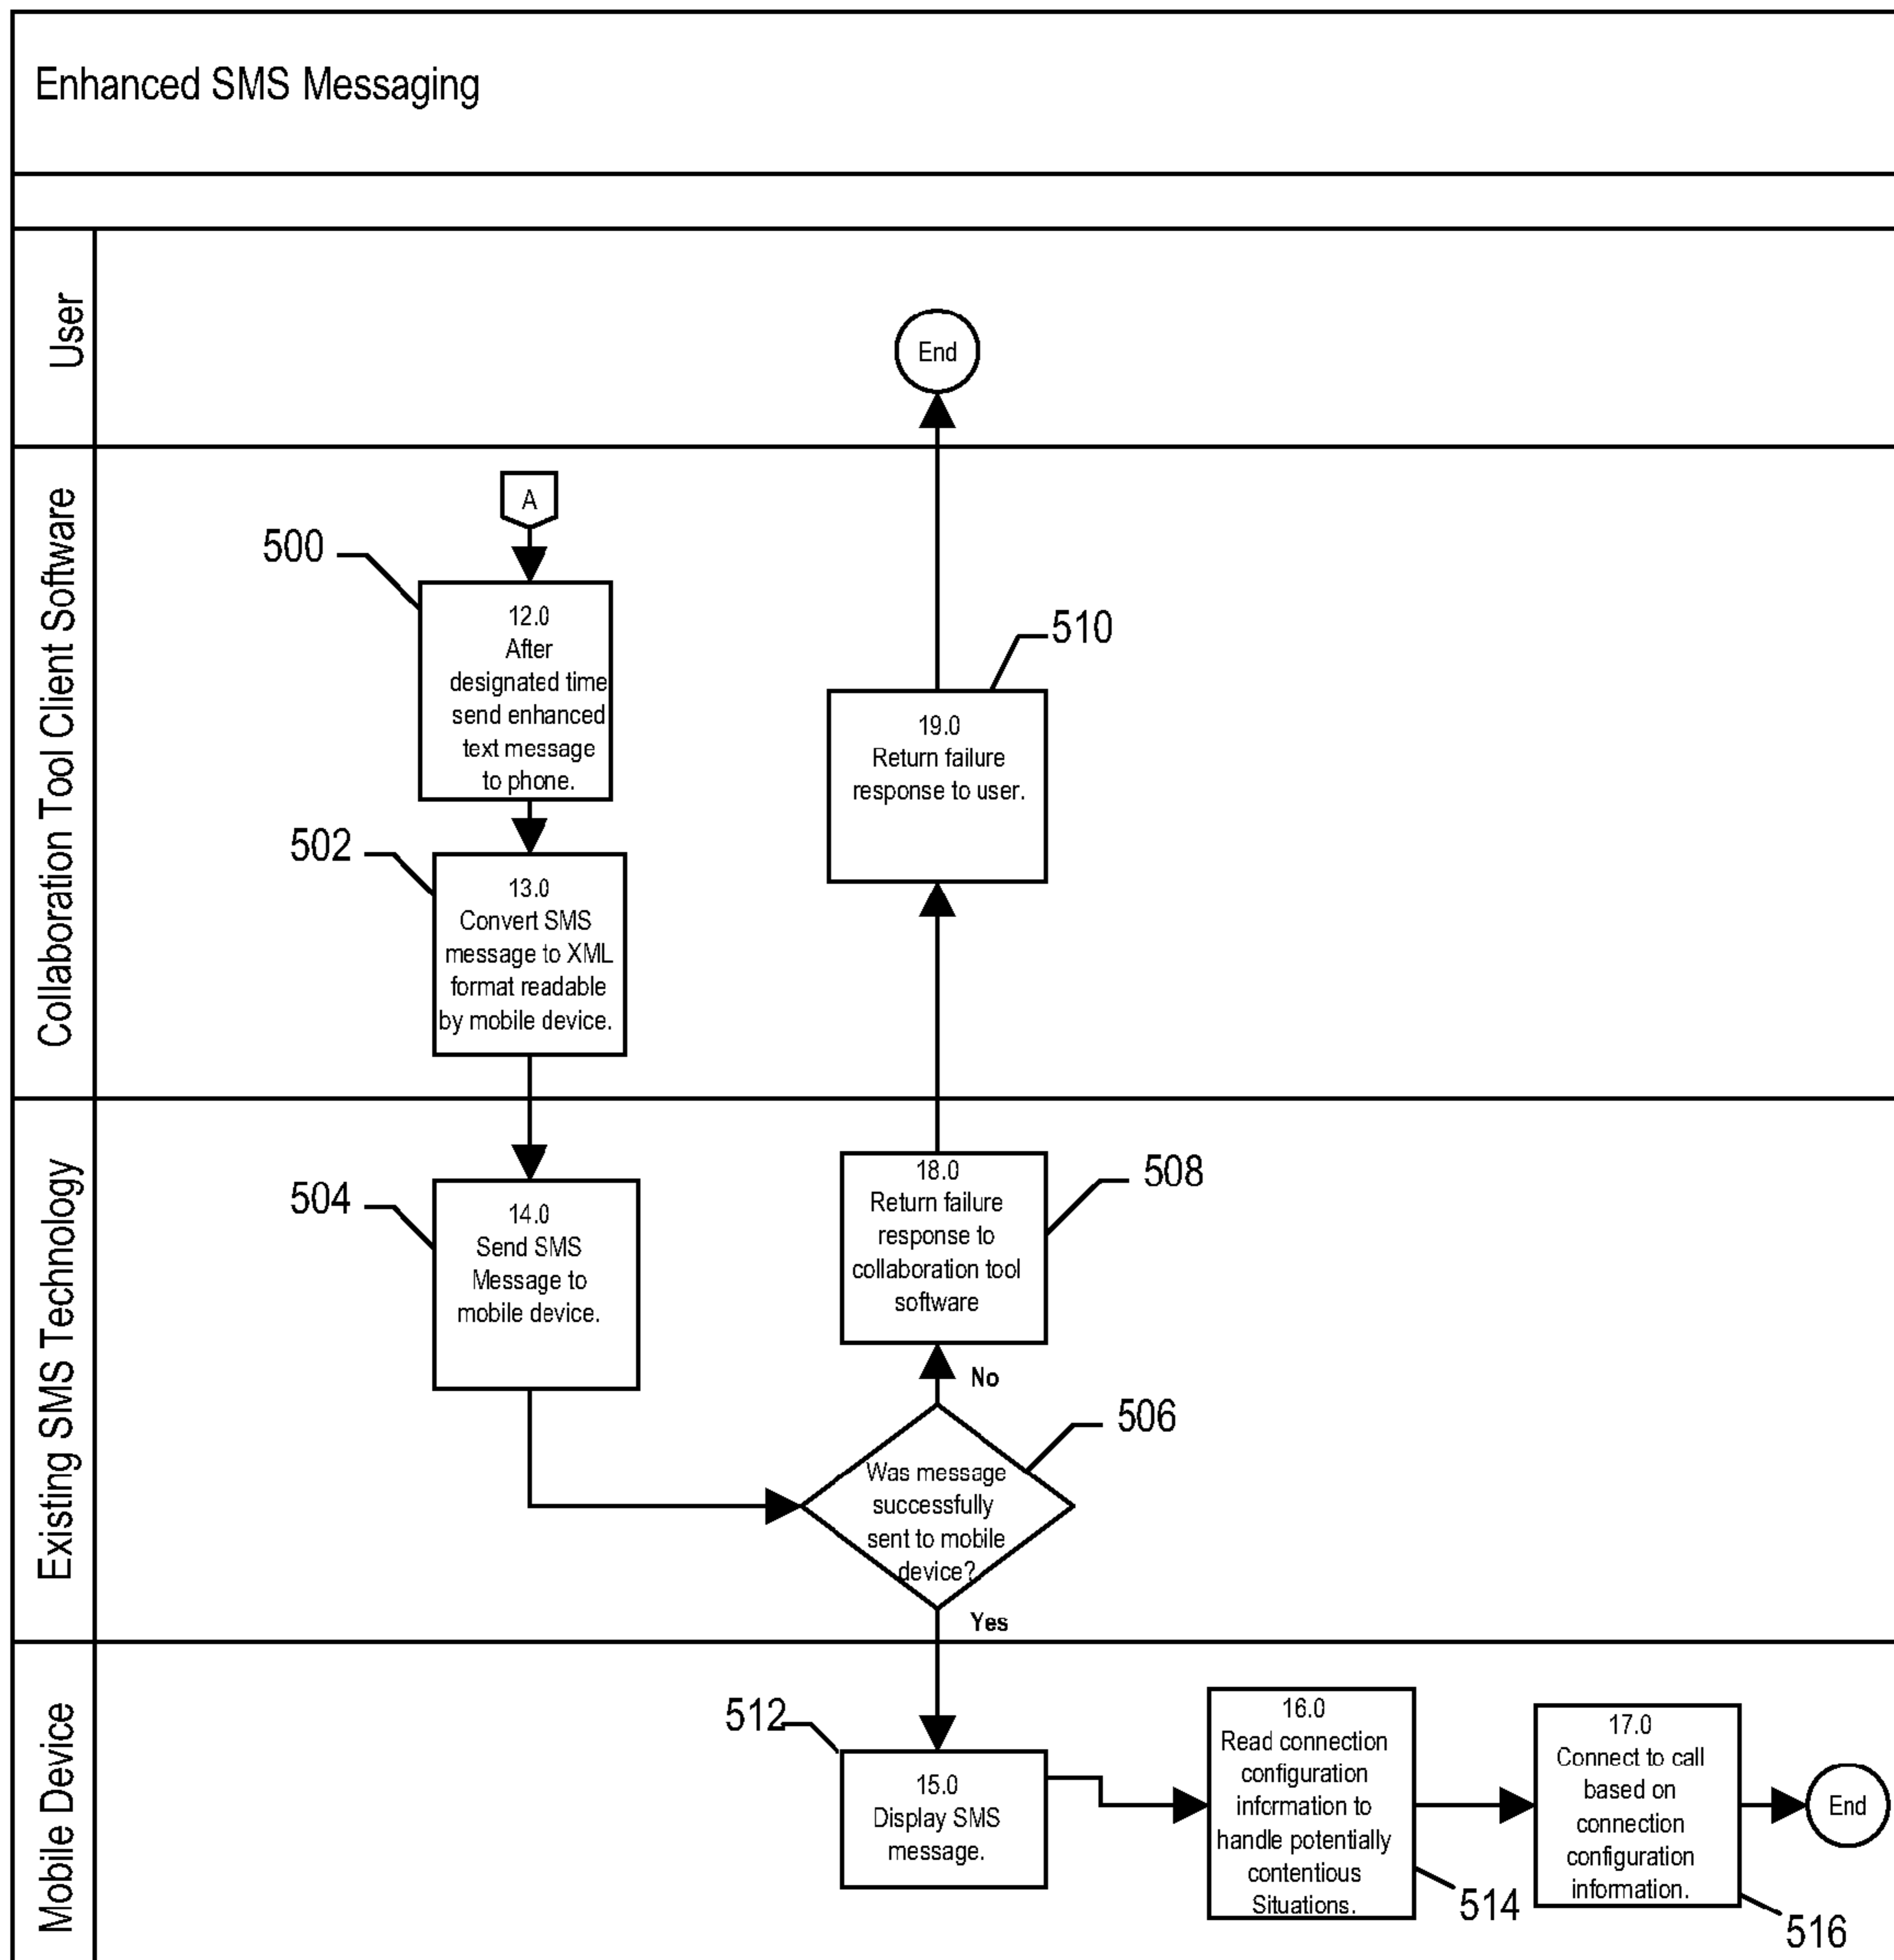 Enhanced SMS Messaging
User
End
Collaboration Tool Client Software
A
500
12.0
After
designated time
send enhanced
text message
to phone.
502
13.0
Convert SMS
message to XML
format readable
by mobile device.
510
19.0
Return failure
response to user.
Existing SMS Technology
504
14.0
Send SMS
Message to
mobile device.
508
18.0
Return failure
response to
collaboration tool
software
No
506
Was message
successfully
sent to mobile
device?
Yes
Mobile Device
512
15.0
Display SMS
message.
16.0
Read connection
configuration
information to
handle potentially
contentious
Situations.
514
17.0
Connect to call
based on
connection
configuration
information.
516
End